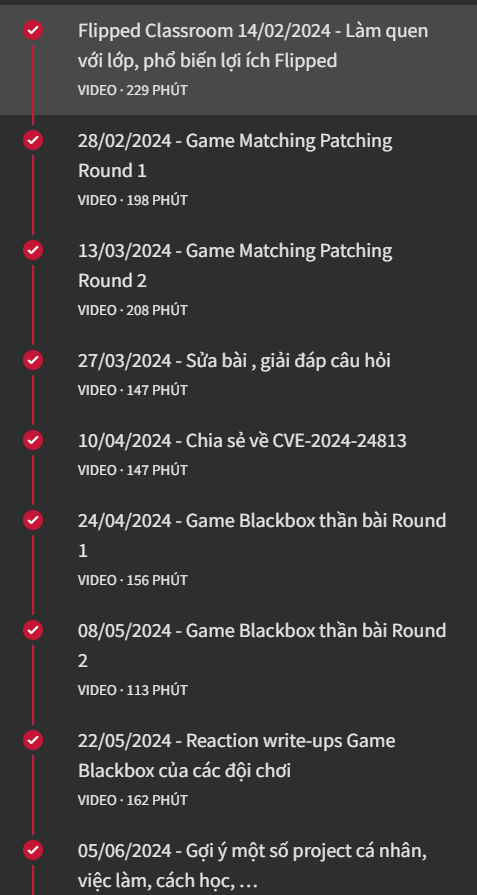 Flipped Classroom 14/02/2024 - Làm quen
với lớp, phổ biến lợi ích Flipped
VIDEO · 229 PHÚT
28/02/2024 - Game Matching Patching
Round 1
VIDEO · 198 PHÚT
13/03/2024 - Game Matching Patching
Round 2
VIDEO · 208 PHÚT
27/03/2024 - Sửa bài , giải đáp câu hỏi
VIDEO · 147 PHÚT
10/04/2024 - Chia sẻ về CVE-2024-24813
VIDEO · 147 PHÚT
24/04/2024 - Game Blackbox thần bài Round
1
VIDEO · 156 PHÚT
08/05/2024 - Game Blackbox thần bài Round
2
VIDEO · 113 PHÚT
22/05/2024 - Reaction write-ups Game
Blackbox của các đội chơi
VIDEO · 162 PHÚT
05/06/2024 - Gợi ý một số project cá nhân,
việc làm, cách học, ...